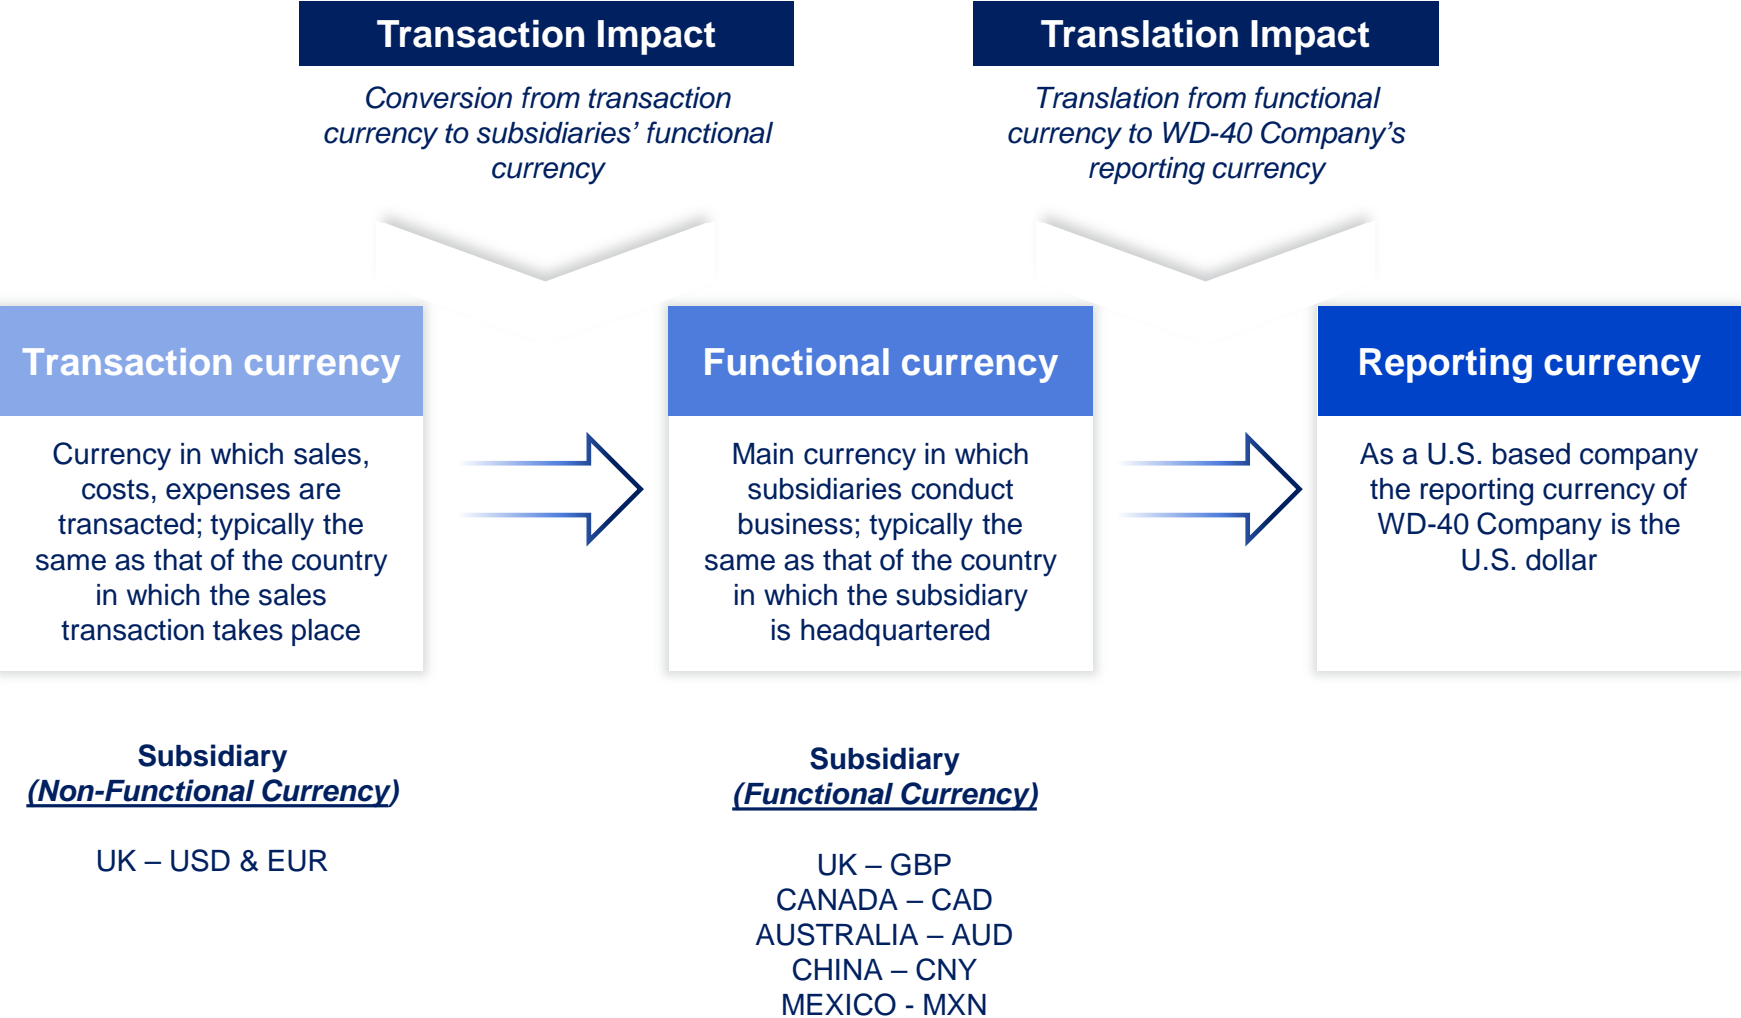 Transaction Impact
Conversion from transaction
currency to subsidiaries’ functional
currency
Translation Impact
Translation from functional
currency to WD-40 Company’s
reporting currency
Transaction currency
Currency in which sales,
costs, expenses are
transacted; typically the
same as that of the country
in which the sales
transaction takes place
Functional currency
Main currency in which
subsidiaries conduct
business; typically the
same as that of the country
in which the subsidiary
is headquartered
Reporting currency
As a U.S. based company
the reporting currency of
WD-40 Company is the
U.S. dollar
Subsidiary
(Non-Functional Currency)
UK – USD & EUR
Subsidiary
(Functional Currency)
UK – GBP
CANADA – CAD
AUSTRALIA – AUD
CHINA – CNY
MEXICO - MXN